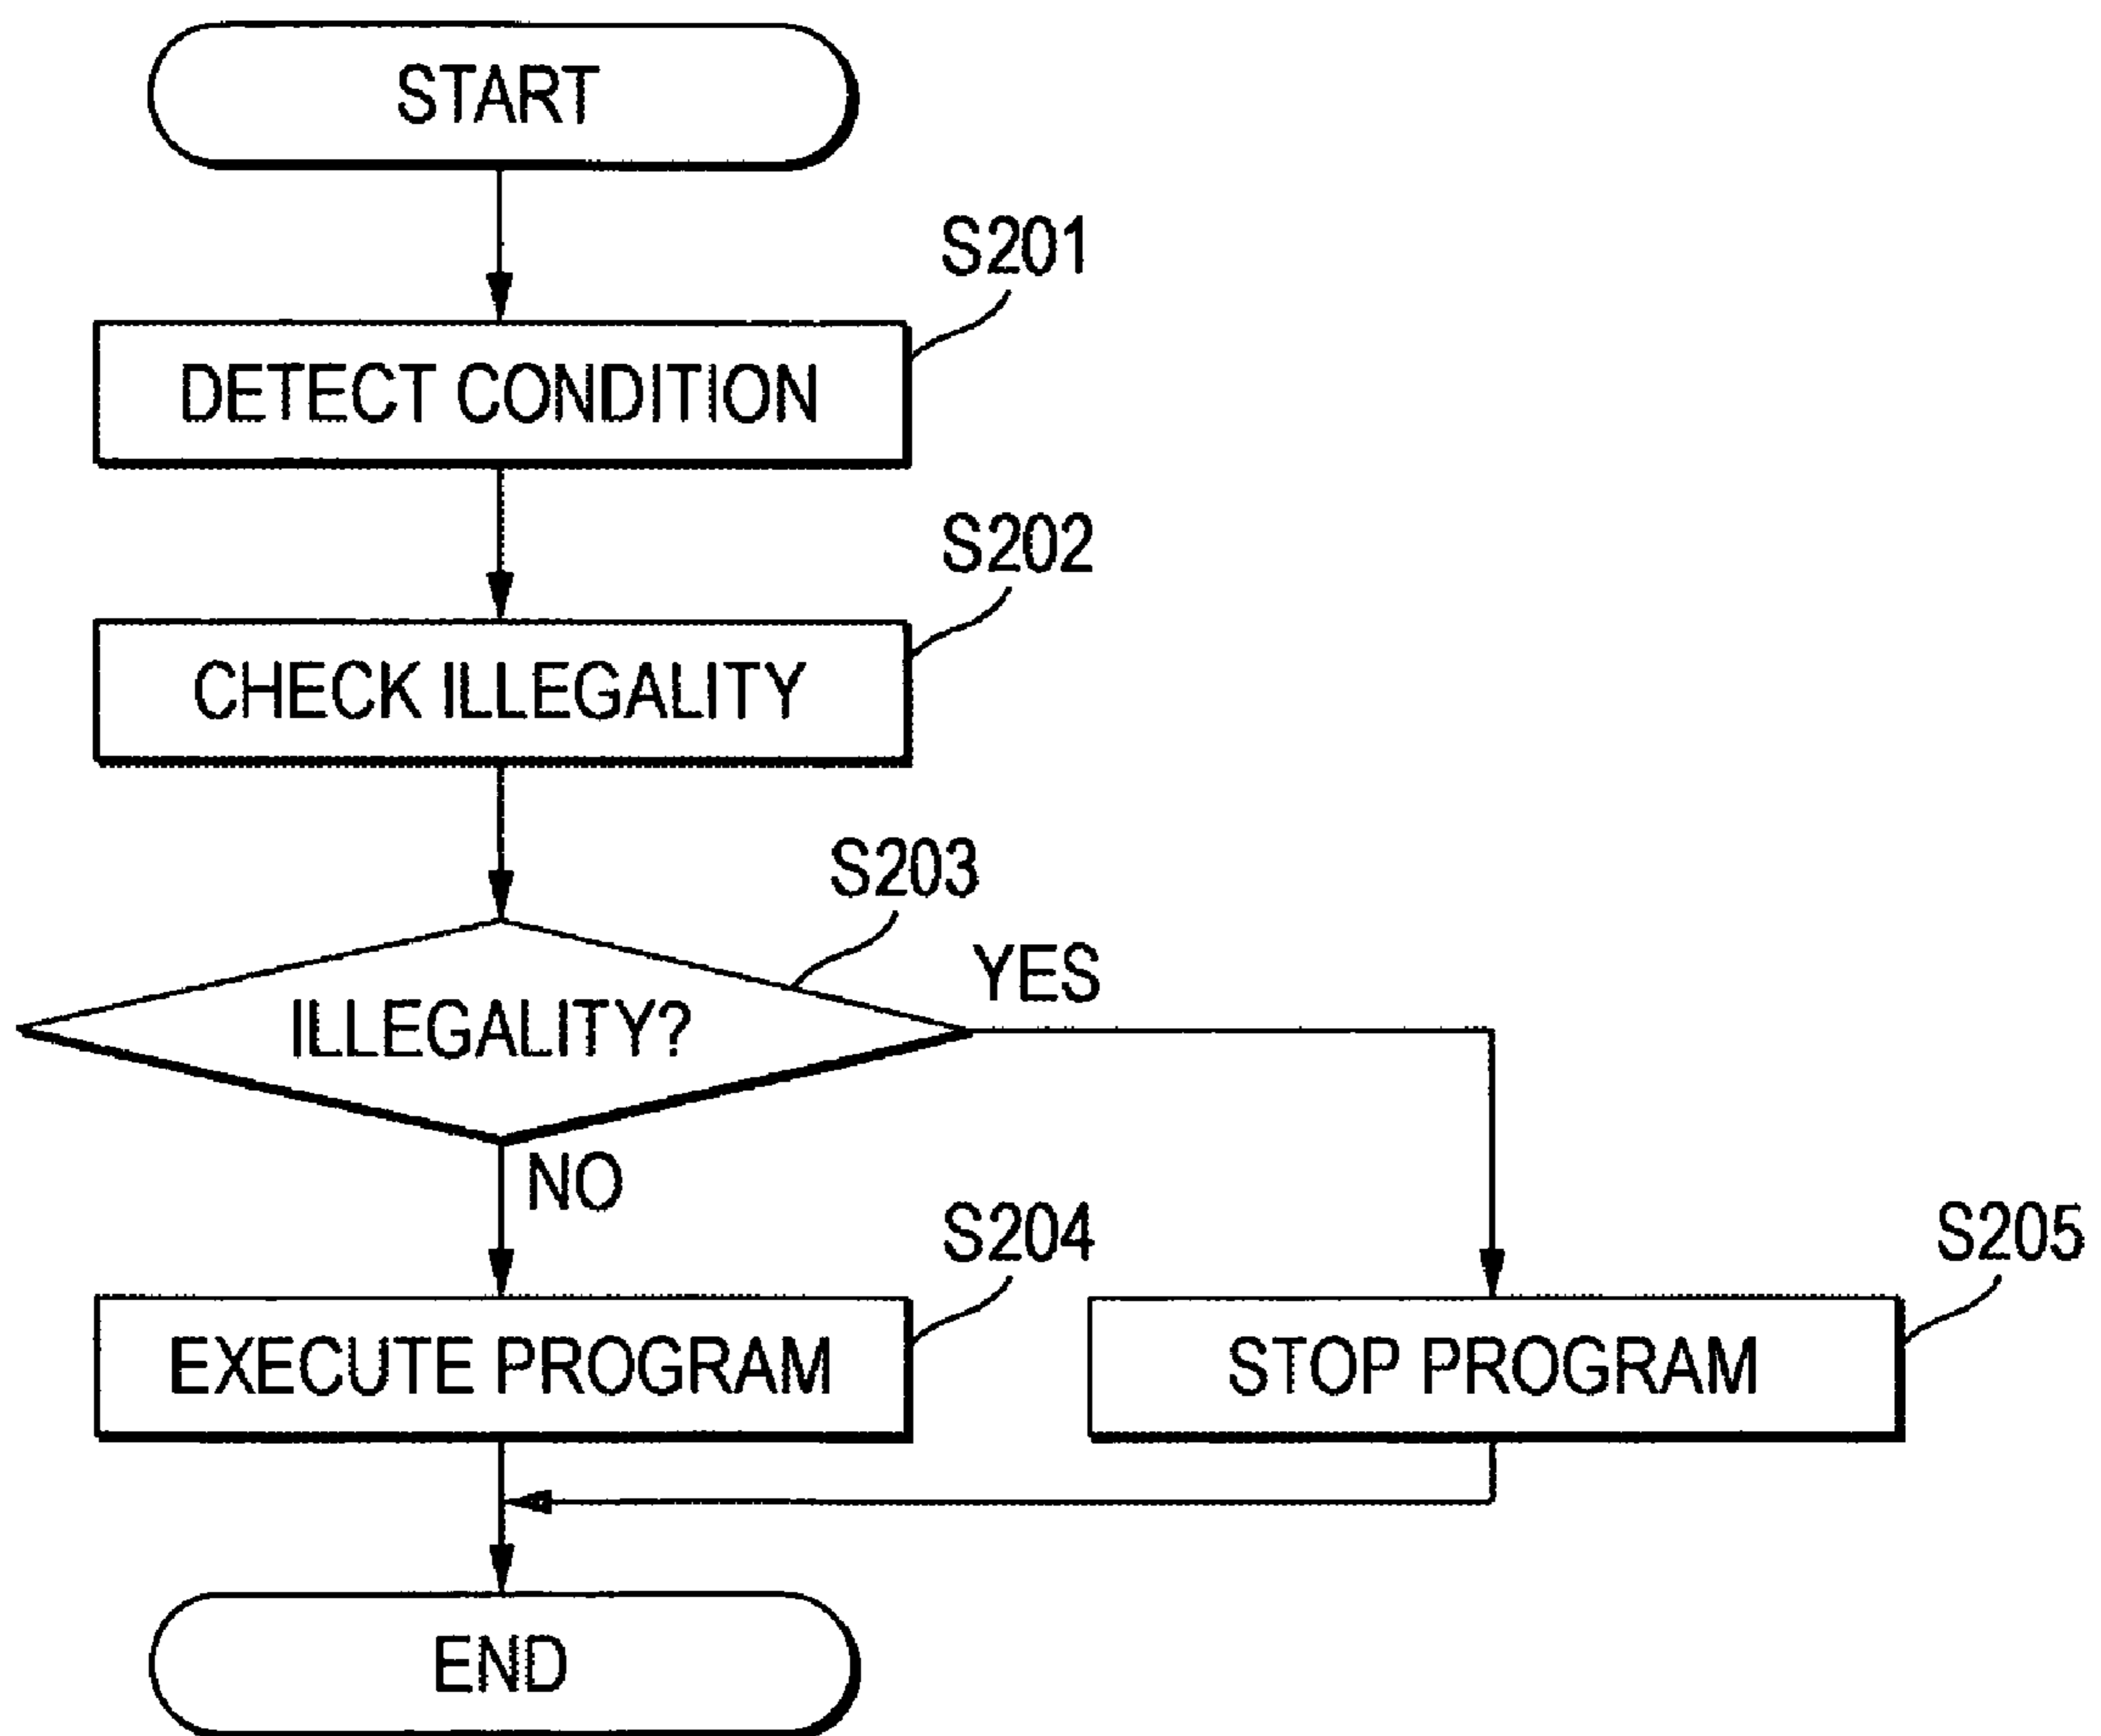 START
S201
DETECT CONDITION
S202
CHECK ILLEGALITY
S203
YES
ILLEGALITY?
NO
S204
S205
EXECUTE PROGRAM
STOP PROGRAM
END